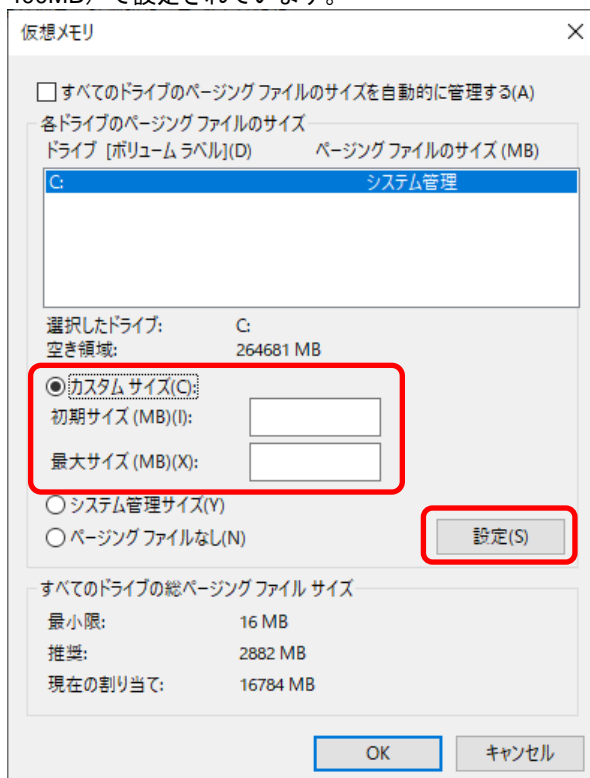 仮想メモリ
すべてのドライブのページング ファイルのサイズを自動的に管理する(A)
各ドライブのページング ファイルのサイズ
ドライブ [ボリューム ラベル](D) ページング ファイルのサイズ (MB)
C: システム管理
選択したドライブ: C:
空き領域: 264681 MB
カスタム サイズ(C):
初期サイズ (MB)(I):
最大サイズ (MB)(X):
システム管理サイズ(Y)
ページング ファイルなし(N) 設定(S)
すべてのドライブの総ページング ファイル サイズ
最小限: 16 MB
推奨: 2882 MB
現在の割り当て: 16784 MB
OK キャンセル